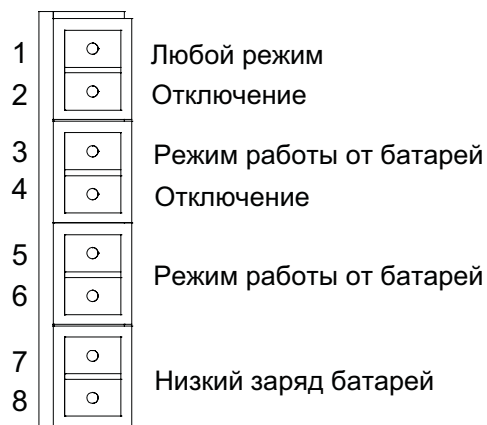 1 Любой режим
2 Отключение
3 Режим работы от батарей
4 Отключение
5
Режим работы от батарей
6
7
Низкий заряд батарей
8